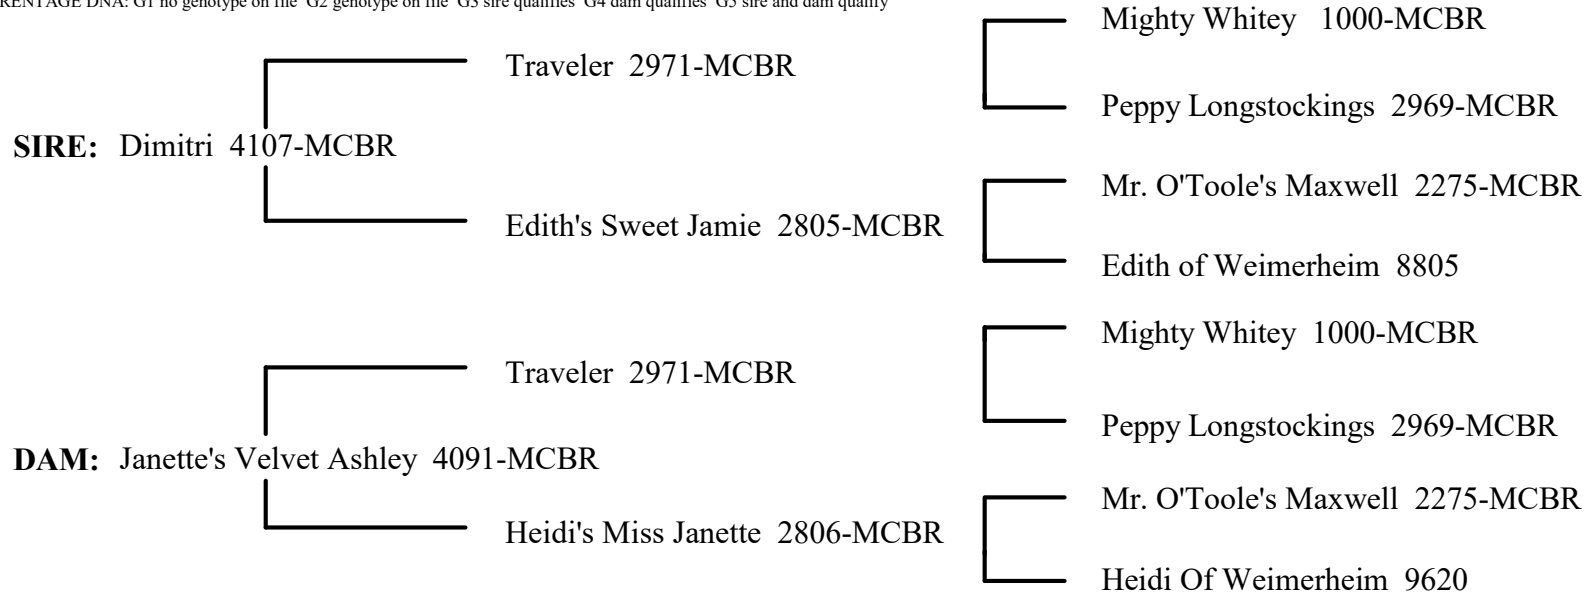 RENTAGE DNA: G1 no genotype on file G2 genotype on file G3 sire qualifies G4 dam qualifies G5 sire and dam qualify
Mighty Whitey 1000-MCBR
Traveler 2971-MCBR
Peppy Longstockings 2969-MCBR
SIRE: Dimitri 4107-MCBR
Mr. O'Toole's Maxwell 2275-MCBR
Edith's Sweet Jamie 2805-MCBR
Edith of Weimerheim 8805
Mighty Whitey 1000-MCBR
Traveler 2971-MCBR
Peppy Longstockings 2969-MCBR
DAM: Janette's Velvet Ashley 4091-MCBR
Mr. O'Toole's Maxwell 2275-MCBR
Heidi's Miss Janette 2806-MCBR
Heidi Of Weimerheim 9620